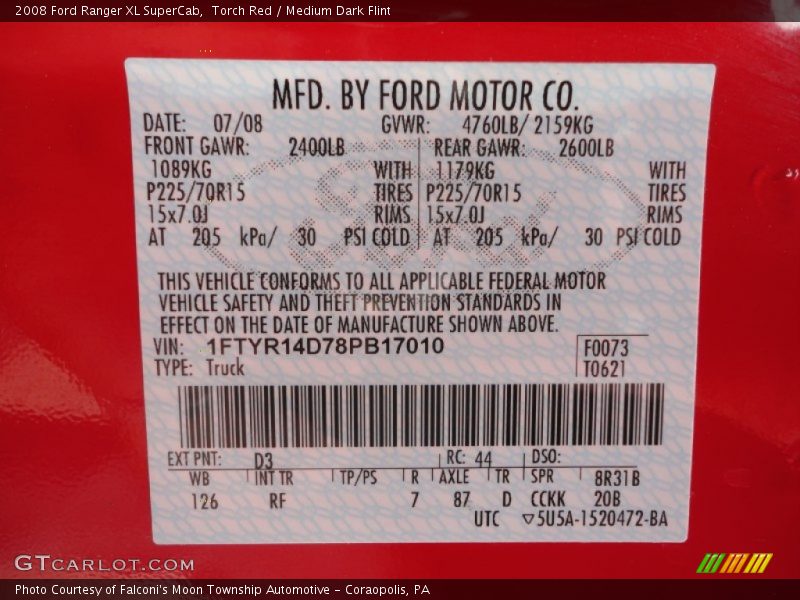 2008 Ford Ranger XL SuperCab, Torch Red / Medium Dark Flint
MFD. BY FORD MOTOR CO.
DATE: 07/08 GVWR: 4760LB/ 2159KG
FRONT GAWR: 2400LB REAR GAWR: 2600LB
1089KG WITH 1179KG WITH
P225/70R15 TIRES P225/70R15 TIRES
15x7.0J RIMS 15x7.0J RIMS
AT 205 kPa/ 30 PSI COLD AT 205 kPa/ 30 PSI COLD
THIS VEHICLE CONFORMS TO ALL APPLICABLE FEDERAL MOTOR
VEHICLE SAFETY AND THEFT PREVENTION STANDARDS IN
EFFECT ON THE DATE OF MANUFACTURE SHOWN ABOVE.
VIN: 1FTYR14D78PB17010 F0073
TYPE: Truck T0621
EXT PNT: D3 RC: 44 DSO:
WB INT TR TP/PS R AXLE TR SPR 8R31B
126 RF 7 87 D CCKK 20B
UTC ▽5U5A-1520472-BA
GTCARLOT.COM
Photo Courtesy of Falconi's Moon Township Automotive - Coraopolis, PA